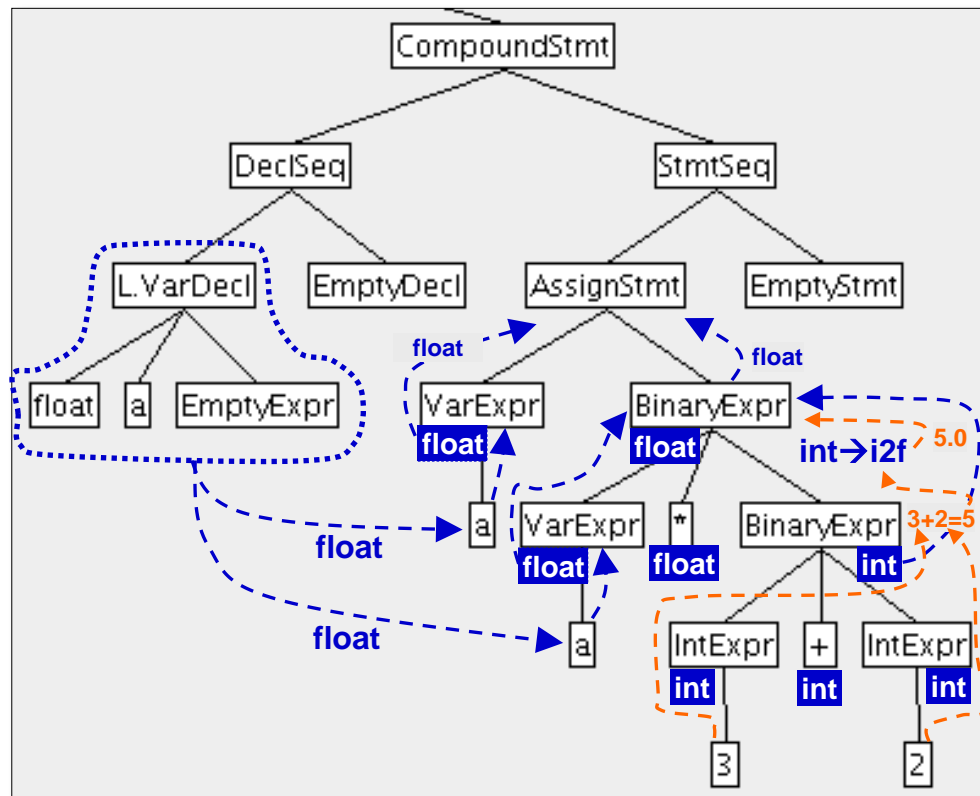 CompoundStmt
DeclSeq
StmtSeq
L.VarDecl
EmptyDecl
AssignStmt
EmptyStmt
float
float
float
a
EmptyExpr
VarExpr
BinaryExpr
float
float
5.0
int→i2f
a
VarExpr
*
BinaryExpr
3+2=5
float
float
float
int
float
a
IntExpr
+
IntExpr
int
int
int
3
2